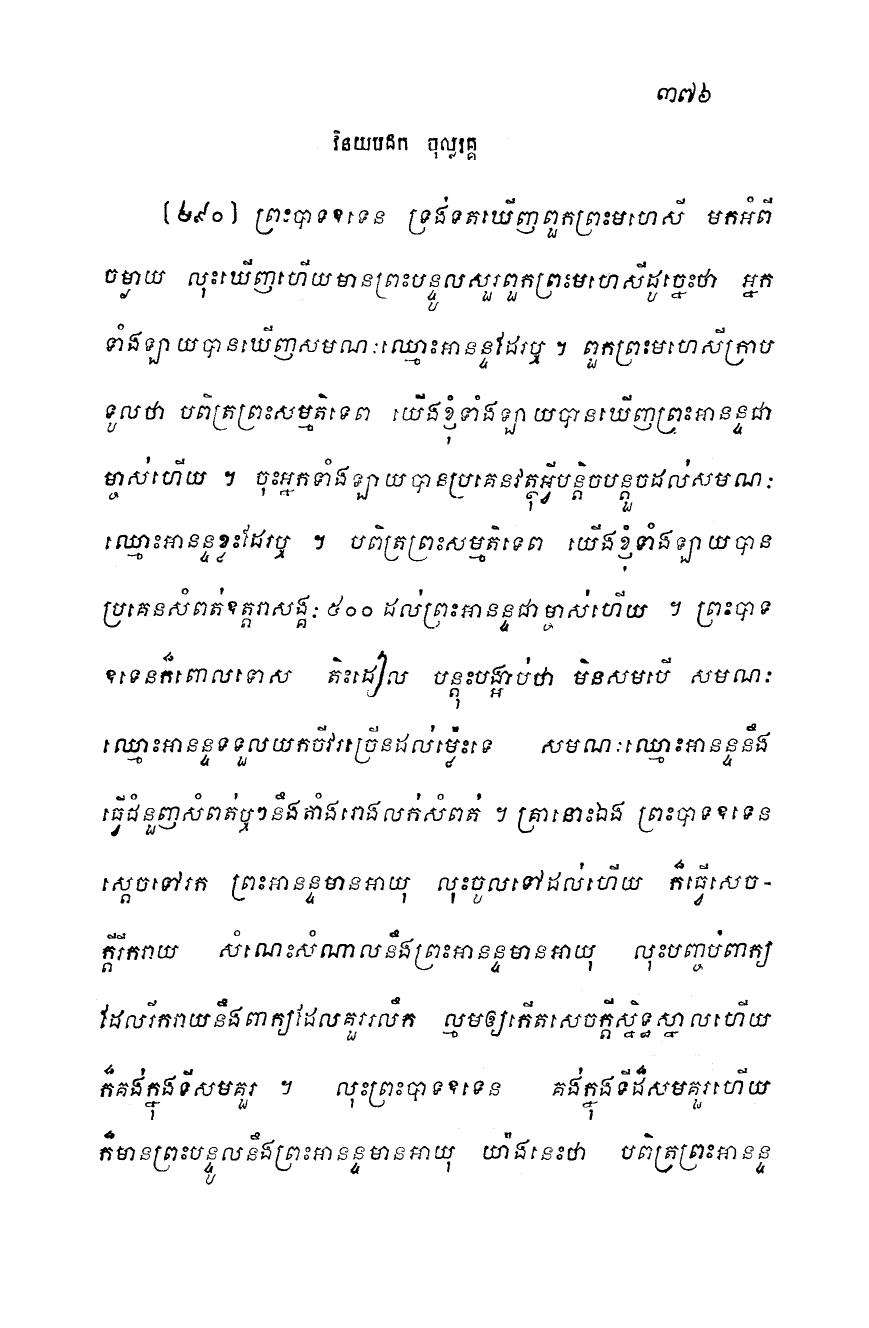 ៣៧៦
វិនយបិដក ចុល្លវគ្គ
(៦៩០) ព្រះបាទឧទេន ទ្រង់ទតឃើញពួកព្រះមហេសី មកអំពី
ចម្ងាយ លុះឃើញហើយមានព្រះបន្ទូលសួរពួកព្រះមហេសីដូច្នេះថា អ្នក
ទាំងឡាយបានឃើញសមណៈឈ្មោះអានន្ទដែរឬ ។ ពួកព្រះមហេសីក្រាប
ទូលថា បពិត្រព្រះសម្មតិទេព យើងខ្ញុំទាំងឡាយបានឃើញព្រះអានន្ទជា
ម្ចាស់ហើយ ។ ចុះអ្នកទាំងឡាយបានប្រគេនវត្ថុអ្វីបន្តិចបន្តួចដល់សមណៈ
ឈ្មោះអានន្ទខ្លះដែរឬ ។ បពិត្រព្រះសម្មតិទេព យើងខ្ញុំទាំងឡាយបាន
ប្រគេនសំពត់ឧត្តរាសង្គៈ ៥០០ ដល់ព្រះអានន្ទជាម្ចាស់ហើយ ។ ព្រះបាទ
ឧទេនក៏ពោលទោស តិះដៀល បន្តុះបង្អាប់ថា មិនសមបើ សមណៈ
ឈ្មោះអានន្ទទទួលយកចីវរច្រើនដល់ម៉្លេះទេ សមណៈឈ្មោះអានន្ទនឹង
ធ្វើជំនួញសំពត់ឬៗនឹងតាំងរោងលក់សំពត់ ។ គ្រានោះឯង ព្រះបាទឧទេន
ស្តេចទៅរក ព្រះអានន្ទមានអាយុ លុះចូលទៅដល់ហើយ ក៏ធ្វើសេច-
ក្តីរីករាយ សំណេះសំណាលនឹងព្រះអានន្ទមានអាយុ លុះបញ្ចប់ពាក្យ
ដែលរីករាយនឹងពាក្យដែលគួររលឹក ល្មមឲ្យកើតសេចក្តីស្និទ្ធស្នាលហើយ
ក៏គង់ក្នុងទីសមគួរ ។ លុះព្រះបាទឧទេន គង់ក្នុងទីដ៏សមគួរហើយ
ក៏មានព្រះបន្ទូលនឹងព្រះអានន្ទមានអាយុ យ៉ាងនេះថា បពិត្រព្រះអានន្ទ